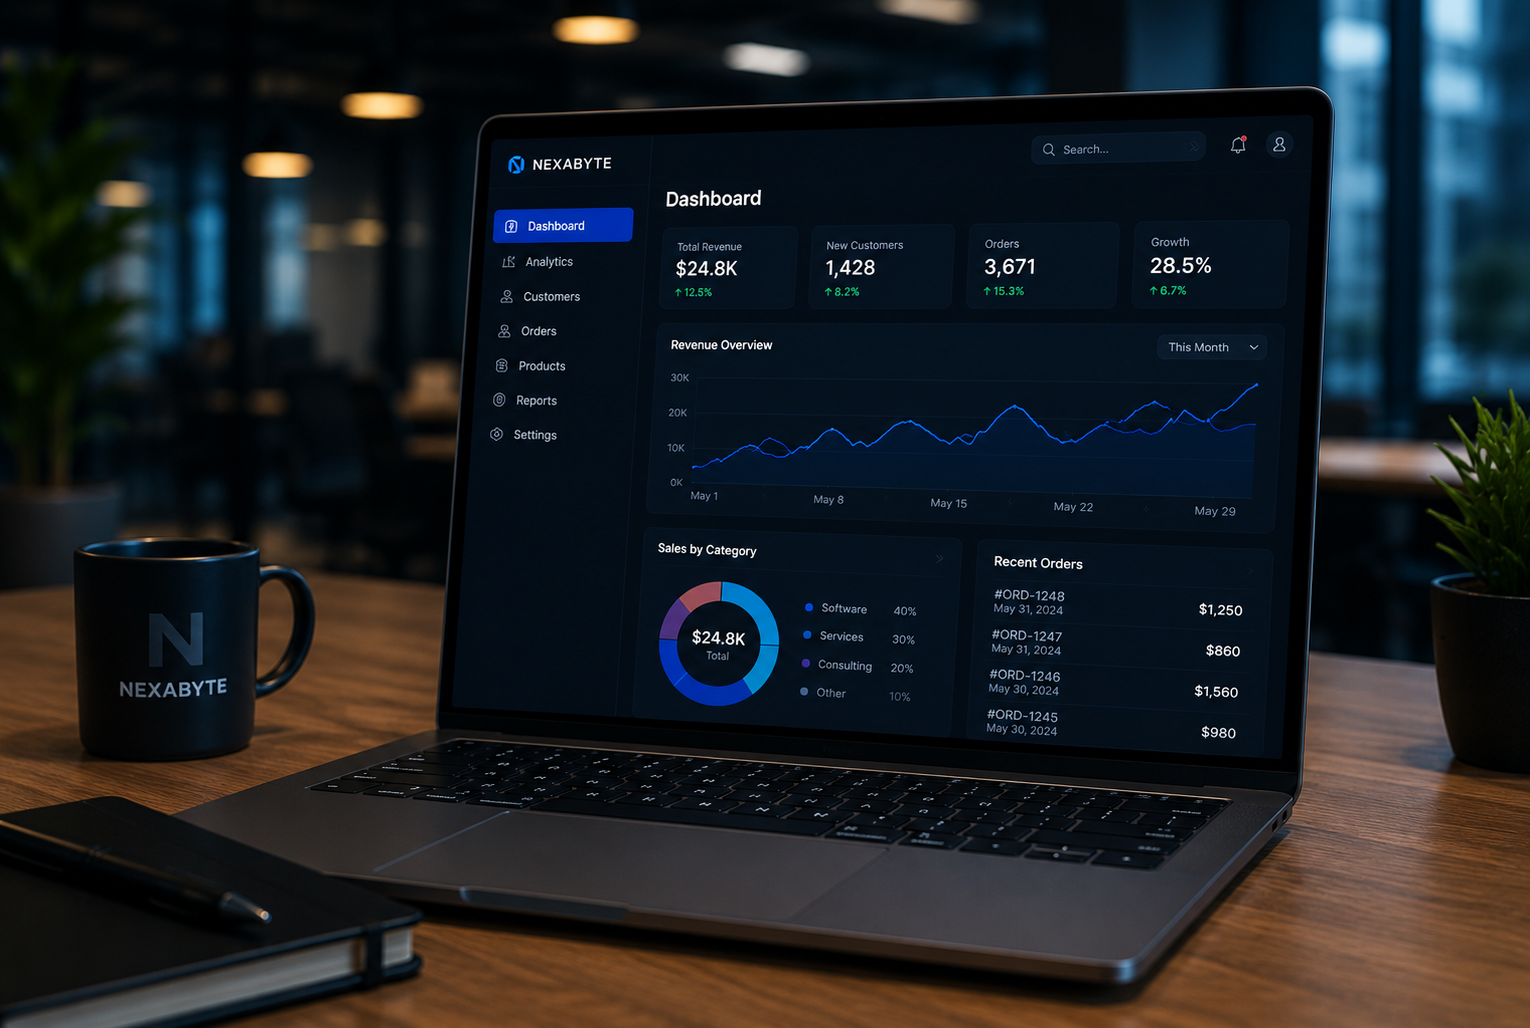 NEXABYTE
Search...
Dashboard
Analytics
Customers
Orders
Products
Reports
Settings
Dashboard
Total Revenue
$24.8K
↑ 12.5%
New Customers
1,428
↑ 8.2%
Orders
3,671
↑ 15.3%
Growth
28.5%
↑ 6.7%
Revenue Overview
This Month
30K
20K
10K
0K
May 1
May 8
May 15
May 22
May 29
Sales by Category
$24.8K
Total
Software 40%
Services 30%
Consulting 20%
Other 10%
Recent Orders
#ORD-1248
May 31, 2024
$1,250
#ORD-1247
May 31, 2024
$860
#ORD-1246
May 30, 2024
$1,560
#ORD-1245
May 30, 2024
$980
N
NEXABYTE